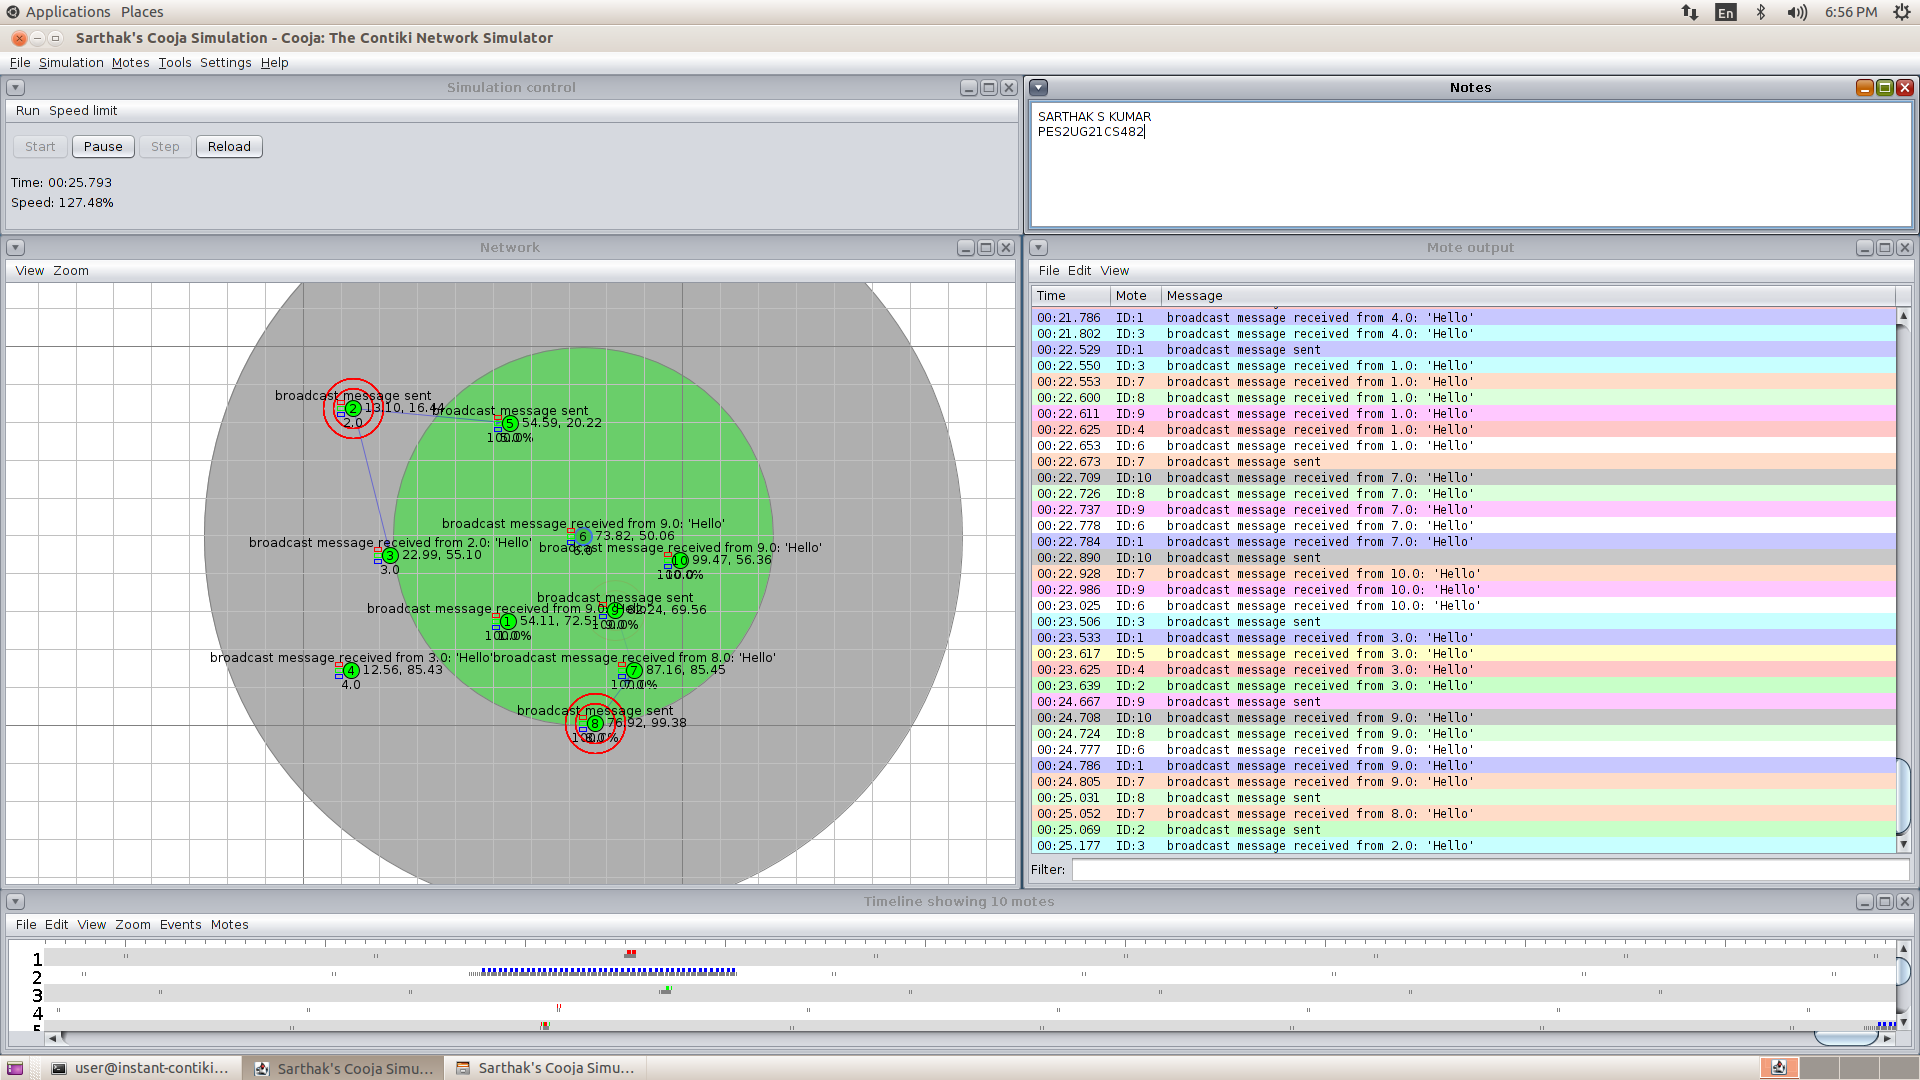 Applications Places
En
6:56 PM
Sarthak's Cooja Simulation - Cooja: The Contiki Network Simulator
File Simulation Motes Tools Settings Help
Simulation control
Run Speed limit
Start Pause Step Reload
Time: 00:25.793
Speed: 127.48%
Notes
SARTHAK S KUMAR
PES2UG21CS482
Network
View Zoom
broadcast message sent
2 13.10, 16.44
2.0
broadcast message sent
5 54.59, 20.22
broadcast message received from 9.0: 'Hello'
6 73.82, 50.06
6.0
broadcast message received from 2.0: 'Hello'
3 22.99, 55.10
3.0
broadcast message received from 9.0: 'Hello'
10 99.47, 56.36
broadcast message sent
9 82.24, 69.56
broadcast message received from 9.0: 'Hello'
1 54.11, 72.51
broadcast message received from 3.0: 'Hello'
4 12.56, 85.43
4.0
broadcast message received from 8.0: 'Hello'
7 87.16, 85.45
broadcast message sent
8 76.92, 99.38
Mote output
File Edit View
Time Mote Message
00:21.786 ID:1 broadcast message received from 4.0: 'Hello'
00:21.802 ID:3 broadcast message received from 4.0: 'Hello'
00:22.529 ID:1 broadcast message sent
00:22.550 ID:3 broadcast message received from 1.0: 'Hello'
00:22.553 ID:7 broadcast message received from 1.0: 'Hello'
00:22.600 ID:8 broadcast message received from 1.0: 'Hello'
00:22.611 ID:9 broadcast message received from 1.0: 'Hello'
00:22.625 ID:4 broadcast message received from 1.0: 'Hello'
00:22.653 ID:6 broadcast message received from 1.0: 'Hello'
00:22.673 ID:7 broadcast message sent
00:22.709 ID:10 broadcast message received from 7.0: 'Hello'
00:22.726 ID:8 broadcast message received from 7.0: 'Hello'
00:22.737 ID:9 broadcast message received from 7.0: 'Hello'
00:22.778 ID:6 broadcast message received from 7.0: 'Hello'
00:22.784 ID:1 broadcast message received from 7.0: 'Hello'
00:22.890 ID:10 broadcast message sent
00:22.928 ID:7 broadcast message received from 10.0: 'Hello'
00:22.986 ID:9 broadcast message received from 10.0: 'Hello'
00:23.025 ID:6 broadcast message received from 10.0: 'Hello'
00:23.506 ID:3 broadcast message sent
00:23.533 ID:1 broadcast message received from 3.0: 'Hello'
00:23.617 ID:5 broadcast message received from 3.0: 'Hello'
00:23.625 ID:4 broadcast message received from 3.0: 'Hello'
00:23.639 ID:2 broadcast message received from 3.0: 'Hello'
00:24.667 ID:9 broadcast message sent
00:24.708 ID:10 broadcast message received from 9.0: 'Hello'
00:24.724 ID:8 broadcast message received from 9.0: 'Hello'
00:24.777 ID:6 broadcast message received from 9.0: 'Hello'
00:24.786 ID:1 broadcast message received from 9.0: 'Hello'
00:24.805 ID:7 broadcast message received from 9.0: 'Hello'
00:25.031 ID:8 broadcast message sent
00:25.052 ID:7 broadcast message received from 8.0: 'Hello'
00:25.069 ID:2 broadcast message sent
00:25.177 ID:3 broadcast message received from 2.0: 'Hello'
Filter:
Timeline showing 10 motes
File Edit View Zoom Events Motes
1
2
3
4
5
user@instant-contiki...
Sarthak's Cooja Simu...
Sarthak's Cooja Simu...